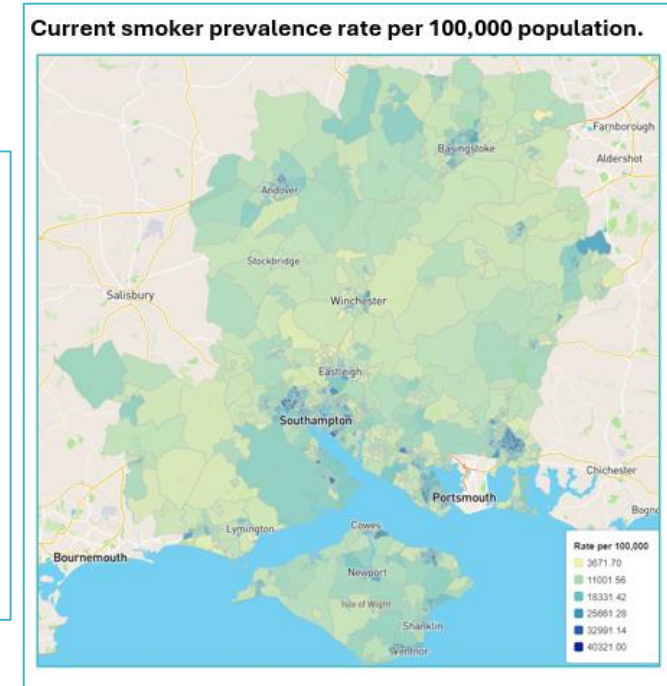 Current smoker prevalence rate per 100,000 population.
Farnborough
Basingstoke
Aldershot
Andover
Stockbridge
Salisbury
Winchester
Eastleigh
Southampton
Chichester
Portsmouth
Bogno
Lymington
Cowes
Bournemouth
Newport
Isle of Wight
Shanklin
Ventnor
Rate per 100,000
3671.70
11001.56
18331.42
25661.28
32991.14
40321.00